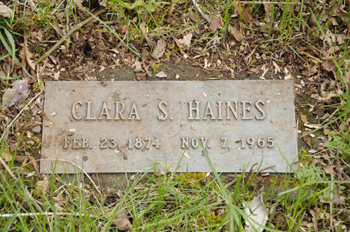 CLARA S. HAINES
FEB. 23, 1874 NOV. 7, 1965